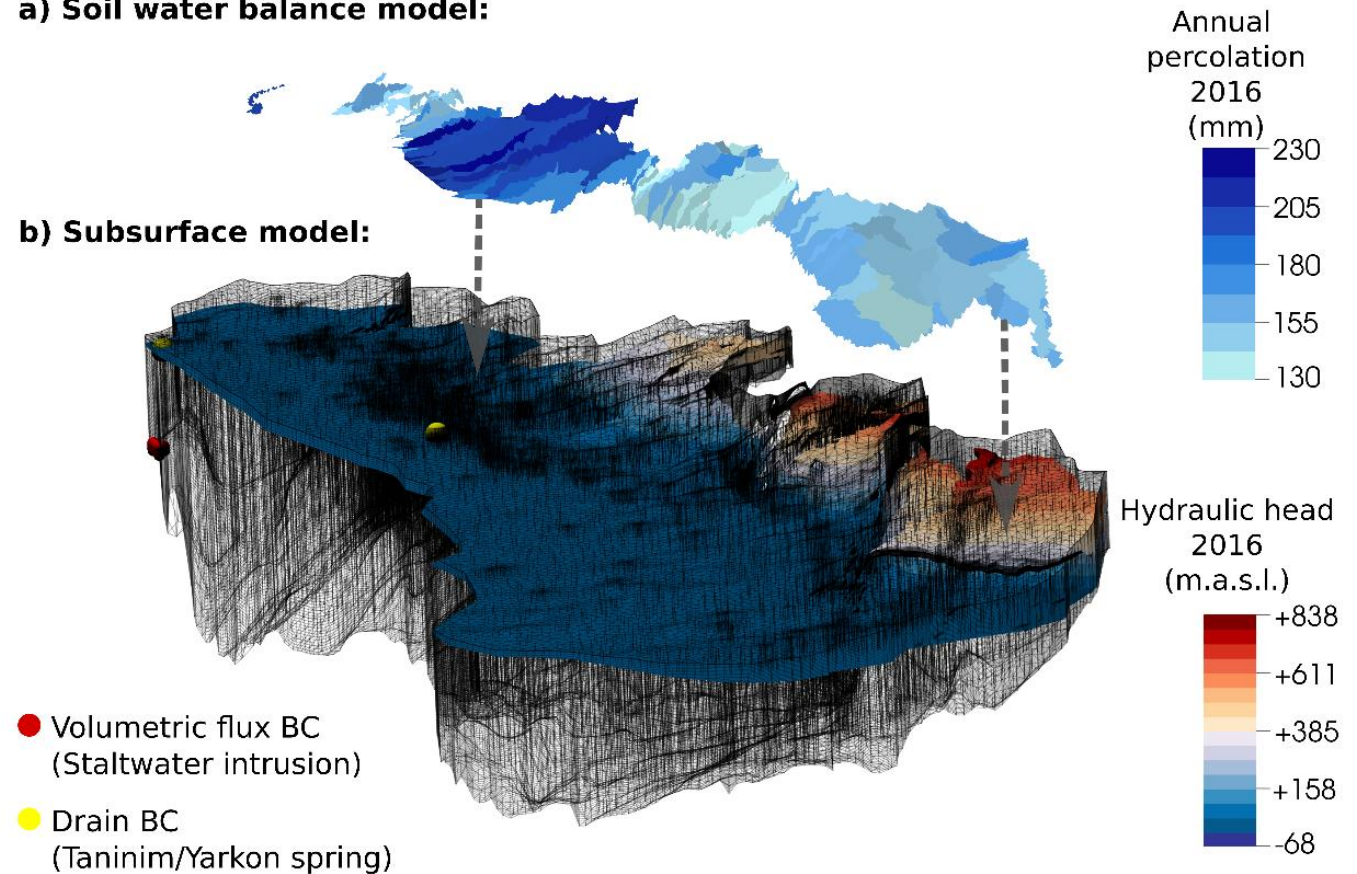 a) Soil water balance model:
Annual
percolation
2016
(mm)
230
205
180
155
130
b) Subsurface model:
Hydraulic head
2016
(m.a.s.l.)
+838
+611
+385
+158
-68
Volumetric flux BC
(Staltwater intrusion)
Drain BC
(Taninim/Yarkon spring)